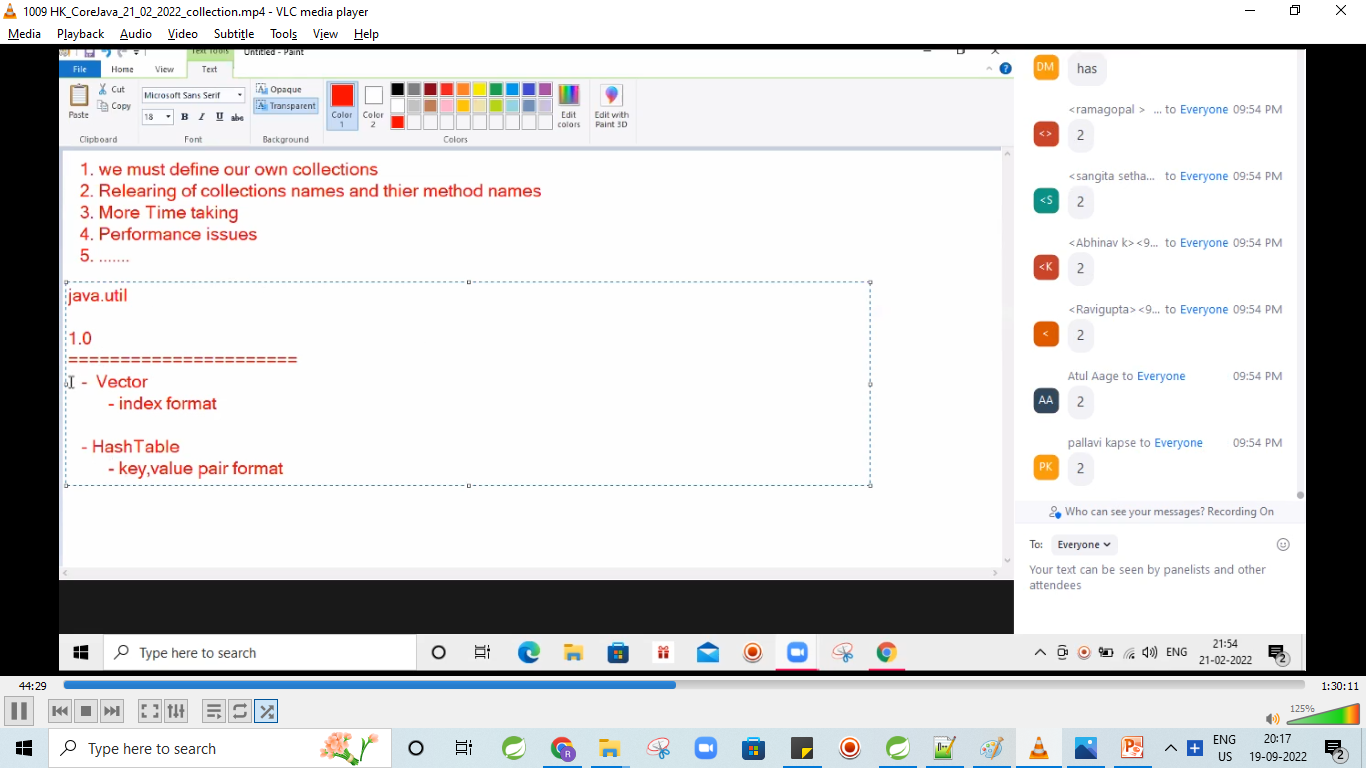 1009 HK_CoreJava_21_02_2022_collection.mp4 - VLC media player
Media Playback Audio Video Subtitle Tools View Help
Text Tools Untitled - Paint
File Home View Text
Paste Cut Copy
Clipboard
Microsoft Sans Serif
18 B I U abc
Font
Opaque
Transparent
Background
Color 1 Color 2
Edit colors
Colors
Edit with Paint 3D
1. we must define our own collections
2. Relearing of collections names and thier method names
3. More Time taking
4. Performance issues
5. .......
java.util
1.0
======================
- Vector
- index format
- HashTable
- key,value pair format
DM has
<ramagopal > ... to Everyone 09:54 PM
<> 2
<sangita setha... to Everyone 09:54 PM
<S 2
<Abhinav k><9... to Everyone 09:54 PM
<K 2
<Ravigupta><9... to Everyone 09:54 PM
< 2
Atul Aage to Everyone 09:54 PM
AA 2
pallavi kapse to Everyone 09:54 PM
PK 2
Who can see your messages? Recording On
To: Everyone
Your text can be seen by panelists and other
attendees
Type here to search
ENG
21:54
21-02-2022
2
44:29 1:30:11
125%
Type here to search
ENG
US
20:17
19-09-2022
2